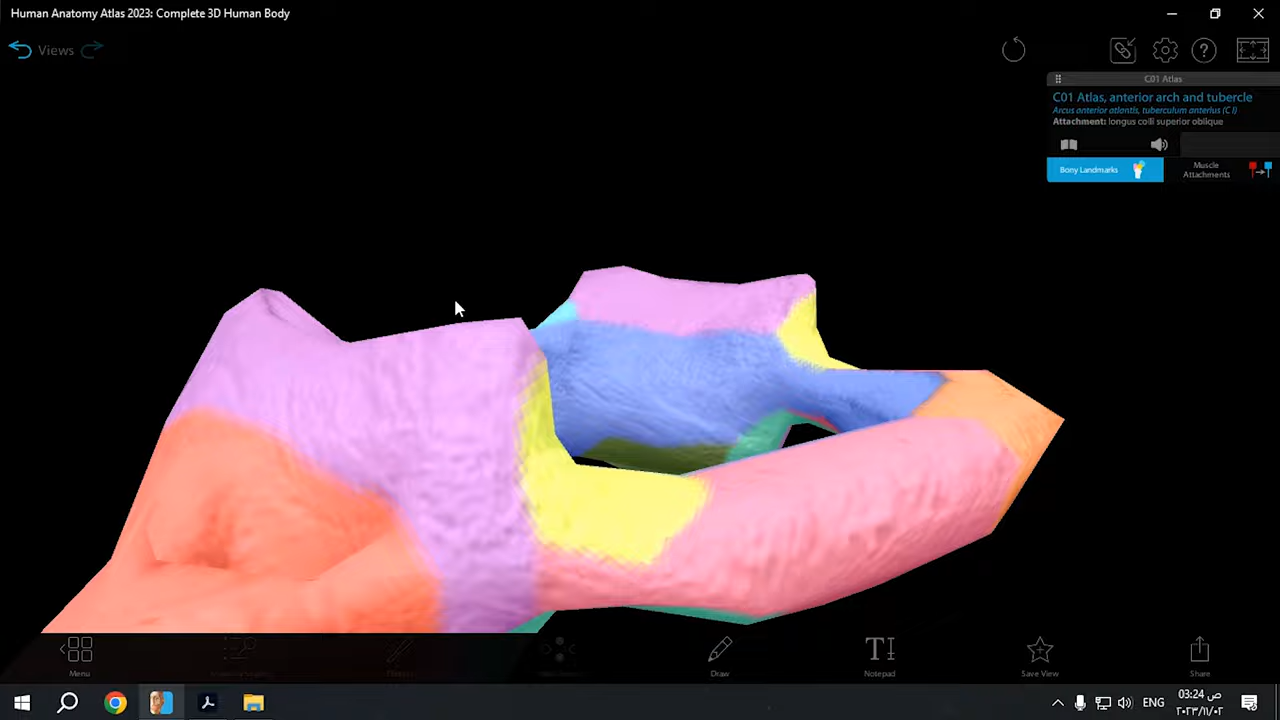 Human Anatomy Atlas 2023: Complete 3D Human Body
Views
C01 Atlas
C01 Atlas, anterior arch and tubercle
Arcus anterior atlantis, tuberculum anterius (C I)
Attachment: longus colli superior oblique
Bony Landmarks
Muscle Attachments
Menu
Draw
Notepad
Save View
Share
ENG
03:24 ص
٢٠٢٣/١١/٠٢